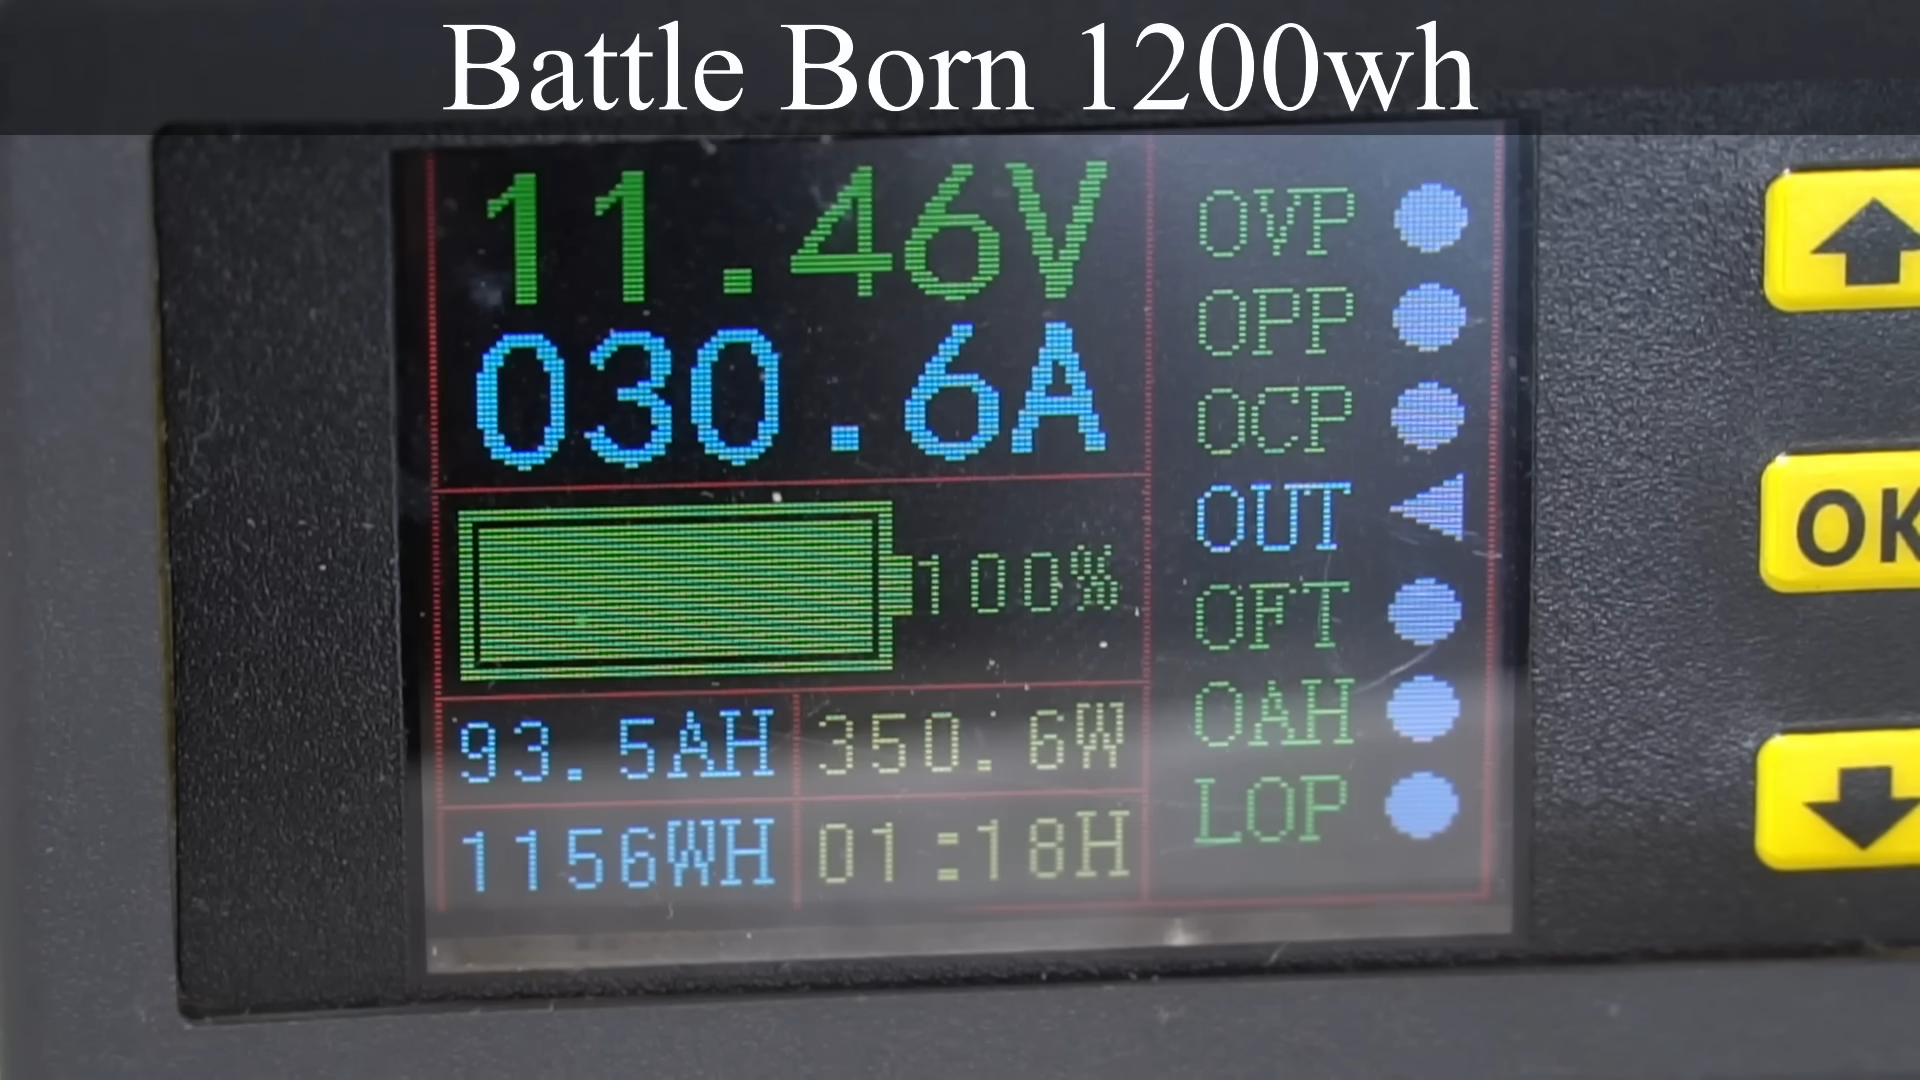 Battle Born 1200wh
11.46V
030.6A
100%
93.5AH
350.6W
1156WH
01:18H
OVP
OPP
OCP
OUT
OFT
OAH
LOP
OK